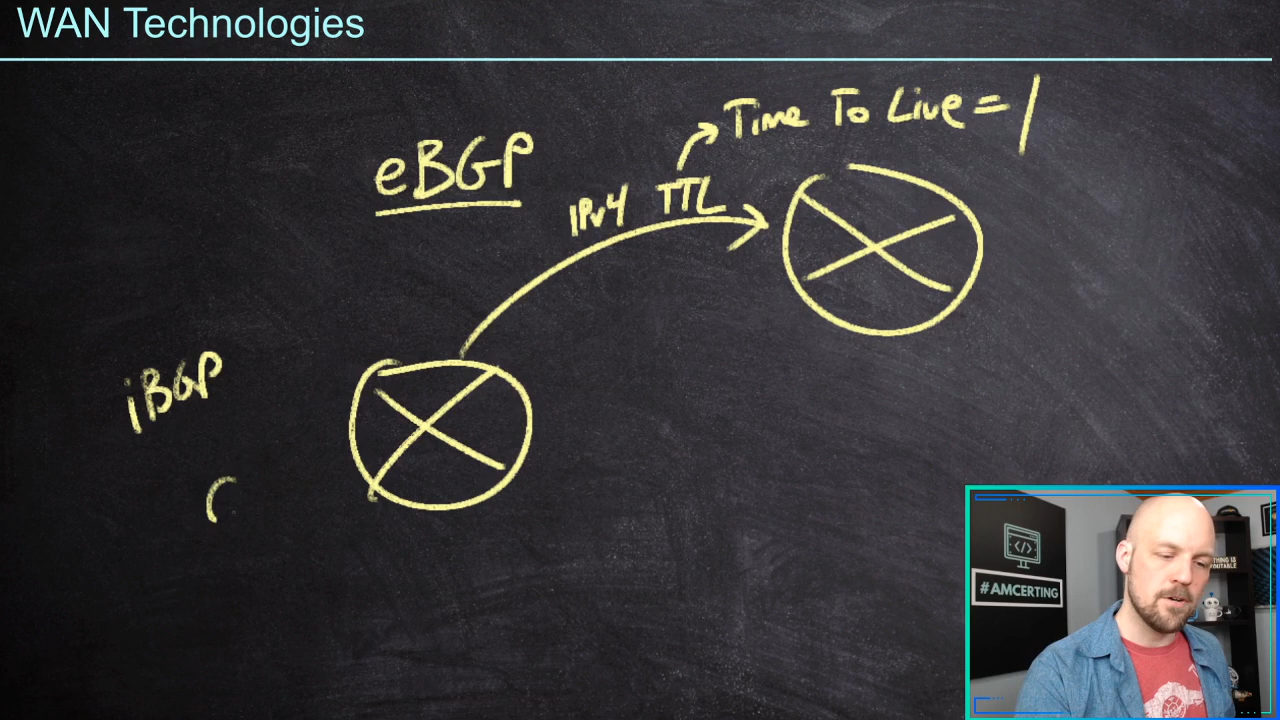 WAN Technologies
Time To Live = 1
eBGP
IPv4 TTL
iBGP
</>
#AMCERTING